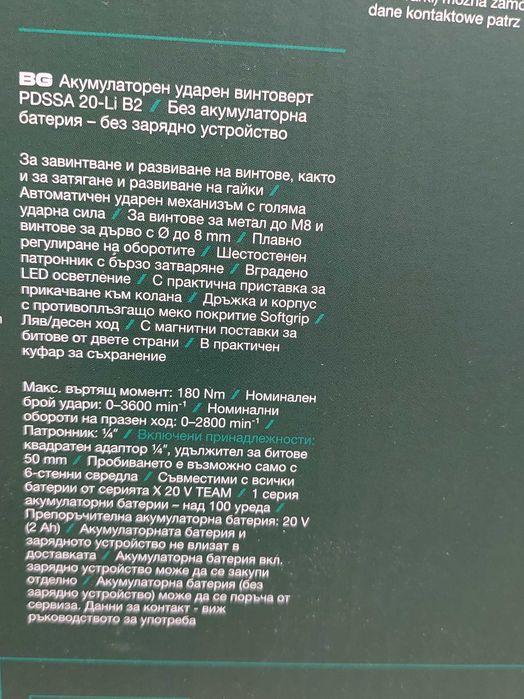 można zamó
dane kontaktowe patrz
BG Акумулаторен ударен винтоверт
PDSSA 20-Li B2 / Без акумулаторна
батерия – без зарядно устройство
За завинтване и развиване на винтове, както
и за затягане и развиване на гайки /
Автоматичен ударен механизъм с голяма
ударна сила / За винтове за метал до M8 и
винтове за дърво с Ø до 8 mm / Плавно
регулиране на оборотите / Шестостенен
патронник с бързо затваряне / Вградено
LED осветление / С практична приставка за
прикачване към колана / Дръжка и корпус
с противоплъзгащо меко покритие Softgrip /
Ляв/десен ход / С магнитни поставки за
битове от двете страни / В практичен
куфар за съхранение
Макс. въртящ момент: 180 Nm / Номинален
брой удари: 0–3600 min⁻¹ / Номинални
обороти на празен ход: 0–2800 min⁻¹ /
Патронник: ¼″ / Включени принадлежности:
квадратен адаптор ¼″, удължител за битове
50 mm / Пробиването е възможно само с
6-стенни свредла / Съвместими с всички
батерии от серията X 20 V TEAM / 1 серия
акумулаторни батерии – над 100 уреда /
Препоръчителна акумулаторна батерия: 20 V
(2 Ah) / Акумулаторната батерия и
зарядното устройство не влизат в
доставката / Акумулаторна батерия вкл.
зарядно устройство може да се закупи
отделно / Акумулаторна батерия (без
зарядно устройство) може да се поръча от
сервиза. Данни за контакт - виж
ръководството за употреба